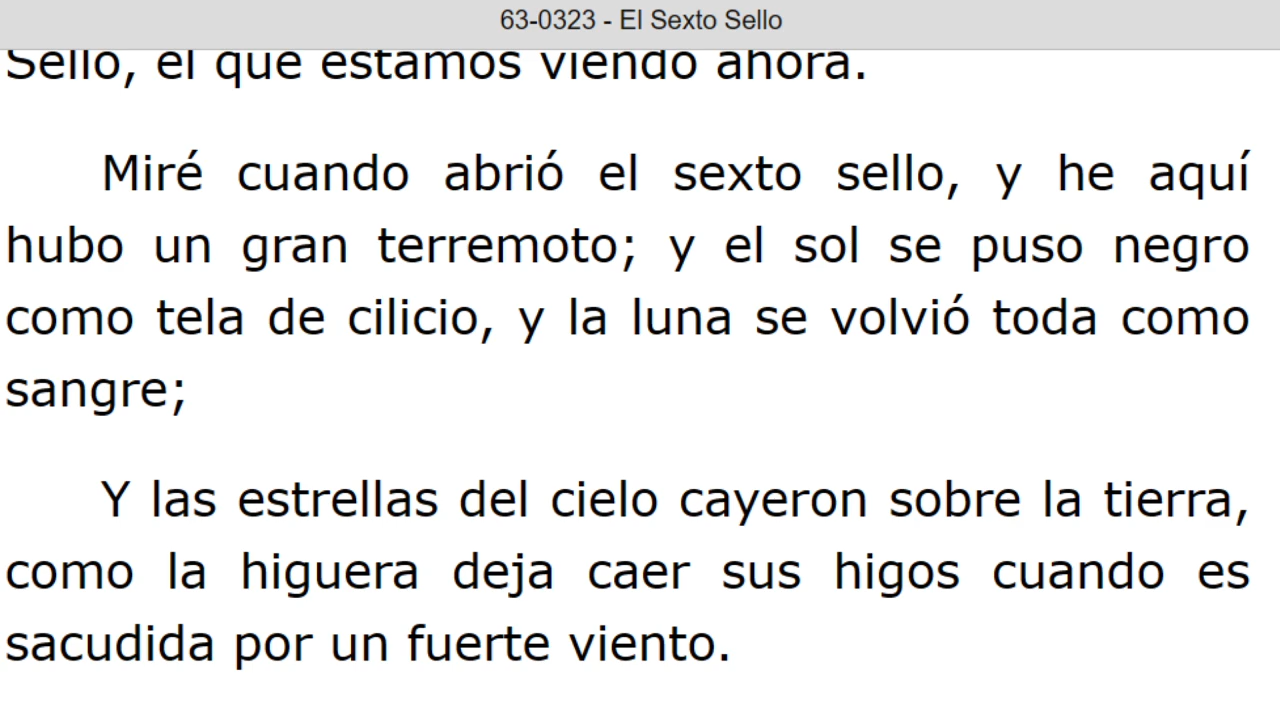 63-0323 - El Sexto Sello
Sello, el que estamos viendo ahora.
Miré cuando abrió el sexto sello, y he aquí
hubo un gran terremoto; y el sol se puso negro
como tela de cilicio, y la luna se volvió toda como
sangre;
Y las estrellas del cielo cayeron sobre la tierra,
como la higuera deja caer sus higos cuando es
sacudida por un fuerte viento.